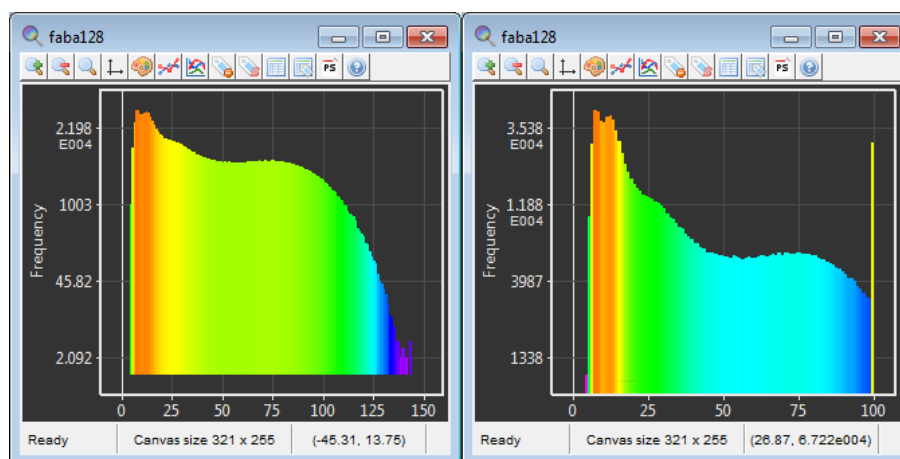 faba128
PS
Frequency
2.198
E004
1003
45.82
2.092
0 25 50 75 100 125 150
Ready Canvas size 321 x 255 (-45.31, 13.75)
faba128
PS
Frequency
3.538
E004
1.188
E004
3987
1338
0 25 50 75 100
Ready Canvas size 321 x 255 (26.87, 6.722e004)